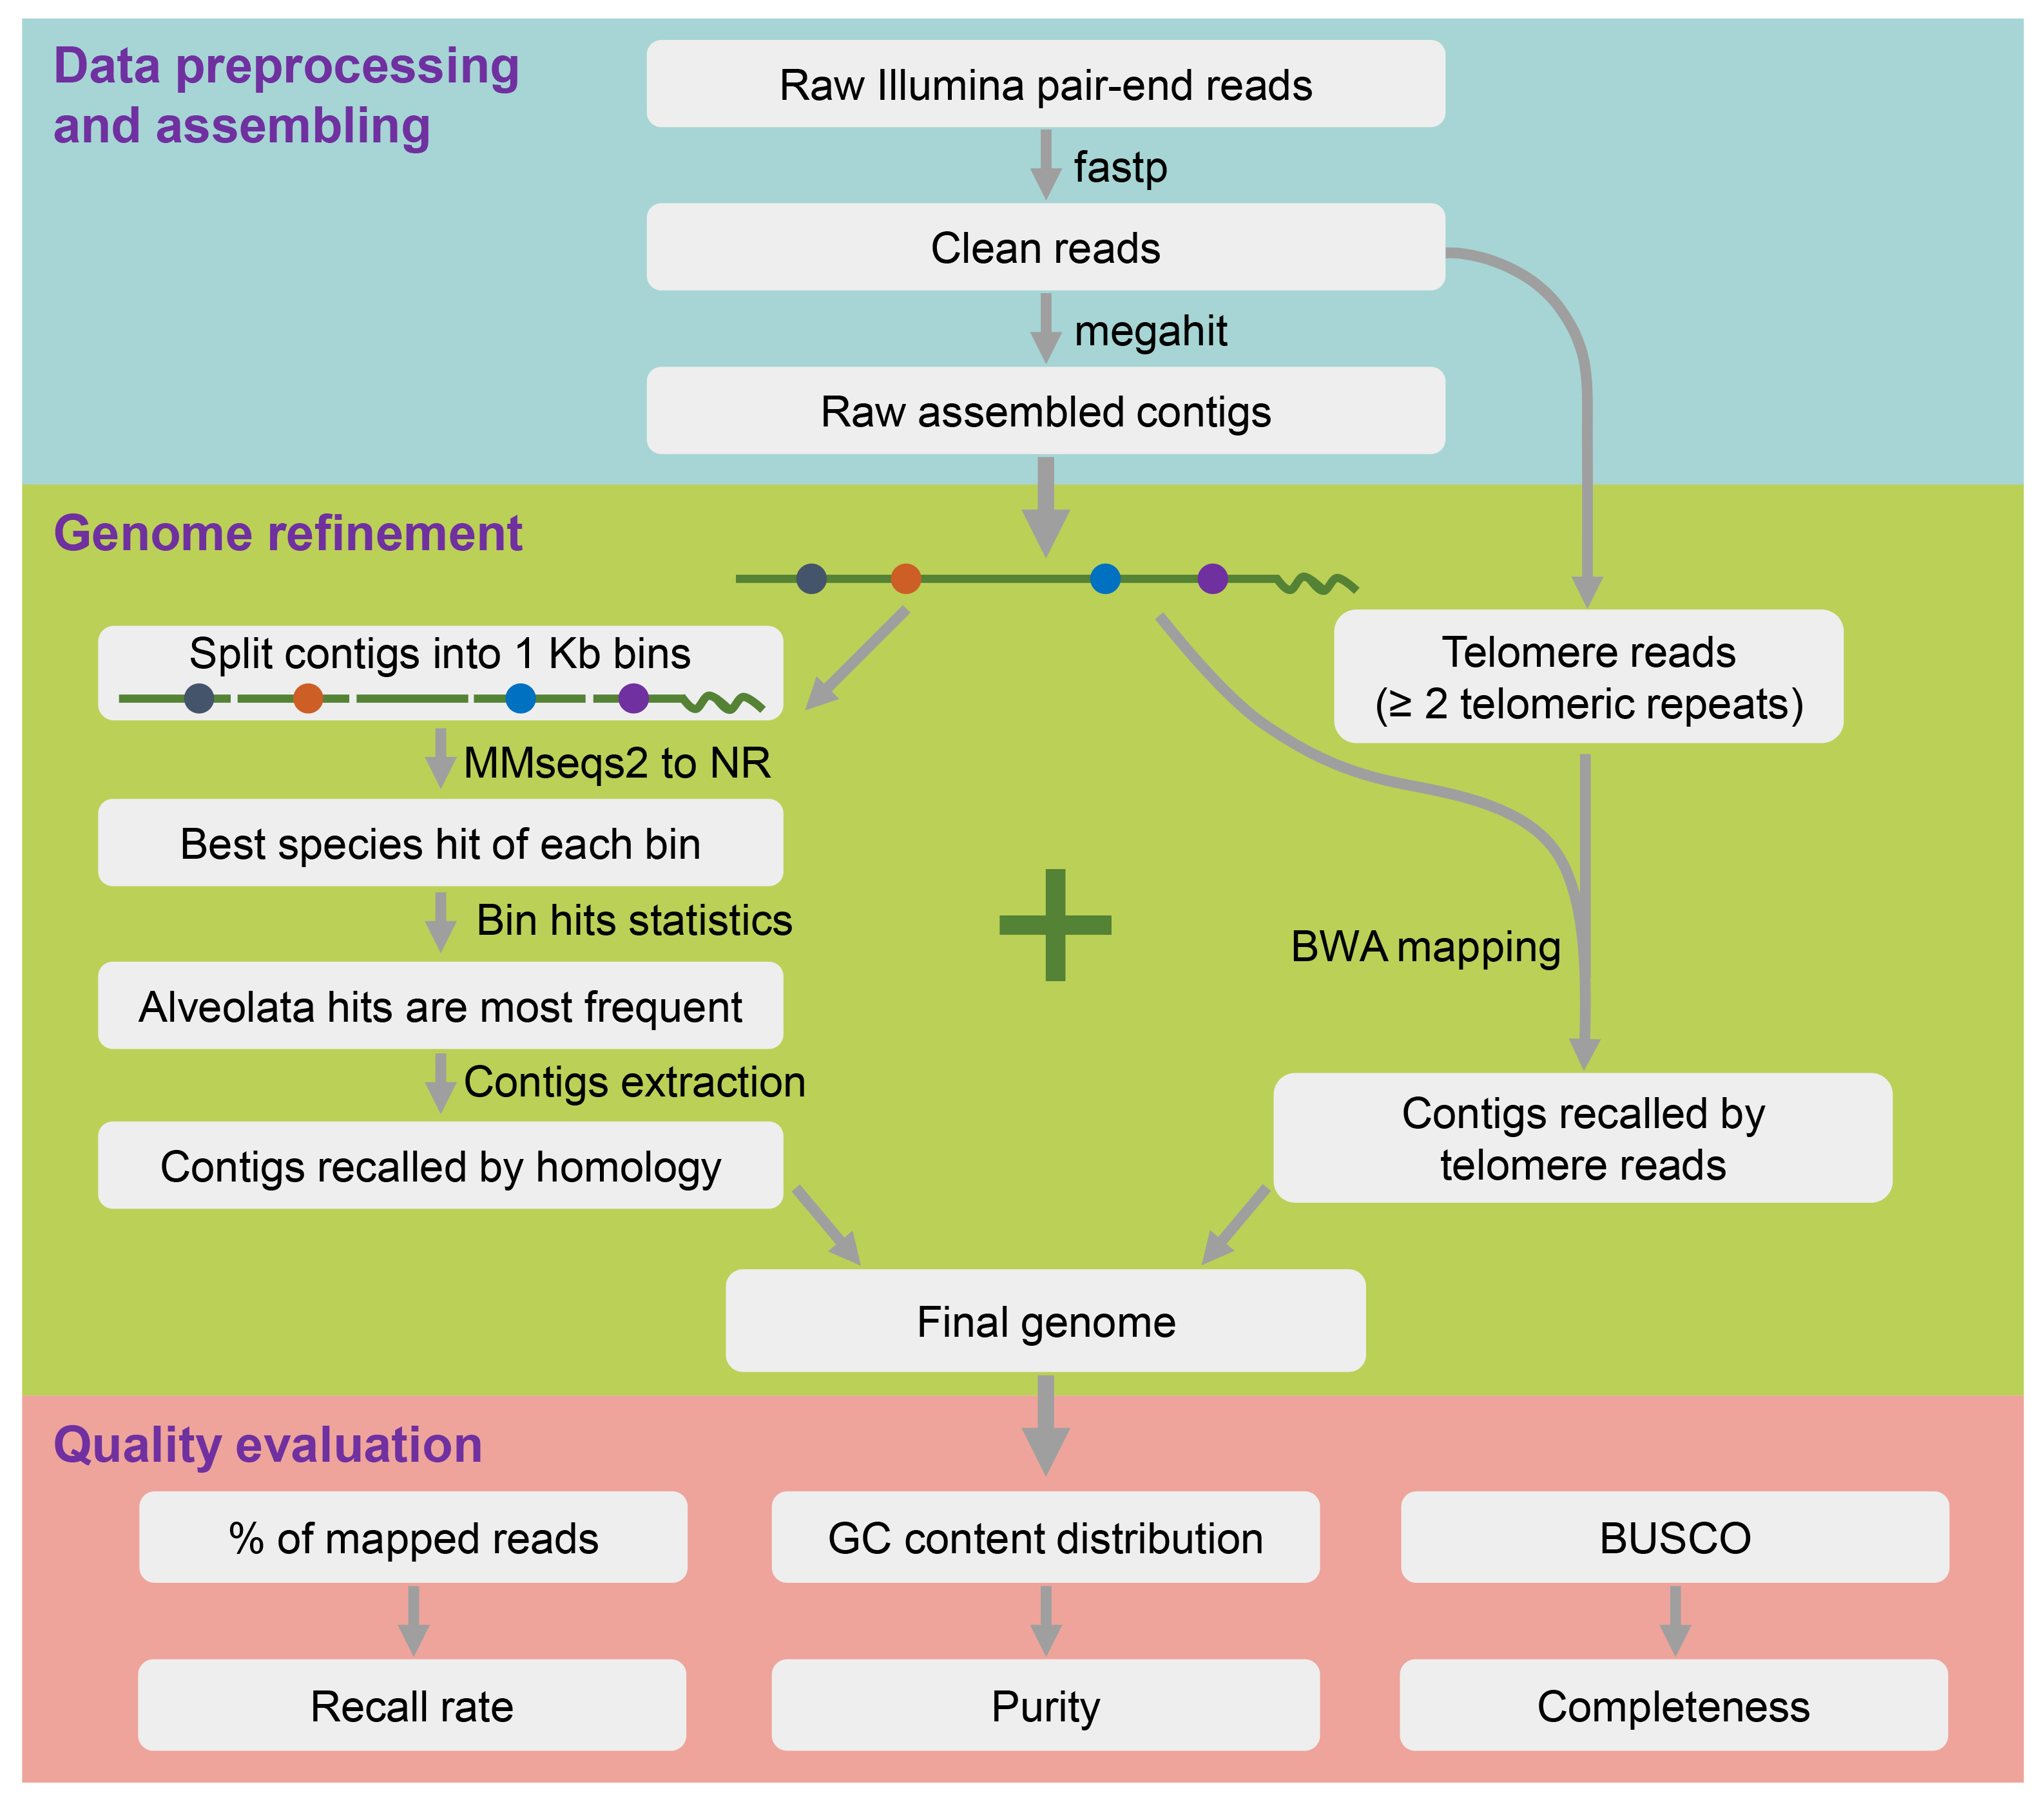 Data preprocessing
and assembling
Raw Illumina pair-end reads
fastp
Clean reads
megahit
Raw assembled contigs
Genome refinement
Split contigs into 1 Kb bins
MMseqs2 to NR
Best species hit of each bin
Bin hits statistics
Alveolata hits are most frequent
Contigs extraction
Contigs recalled by homology
Telomere reads
(≥ 2 telomeric repeats)
+
BWA mapping
Contigs recalled by
telomere reads
Final genome
Quality evaluation
% of mapped reads
GC content distribution
BUSCO
Recall rate
Purity
Completeness